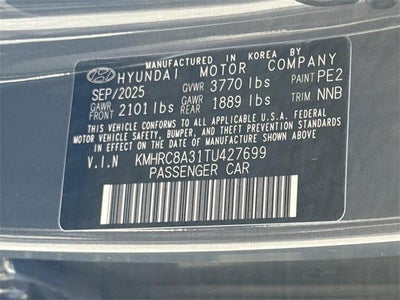 MANUFACTURED IN KOREA BY
HYUNDAI MOTOR COMPANY
SEP/2025 GVWR 3770 lbs PAINT PE2
GAWR FRONT 2101 lbs GAWR REAR 1889 lbs TRIM NNB
THIS VEHICLE CONFORMS TO ALL APPLICABLE U.S.A. FEDERAL
MOTOR VEHICLE SAFETY, BUMPER, AND THEFT PREVENTION
STANDARDS IN EFFECT ON THE DATE OF MANUFACTURE SHOWN ABOVE.
V.I.N KMHRC8A31TU427699
PASSENGER CAR